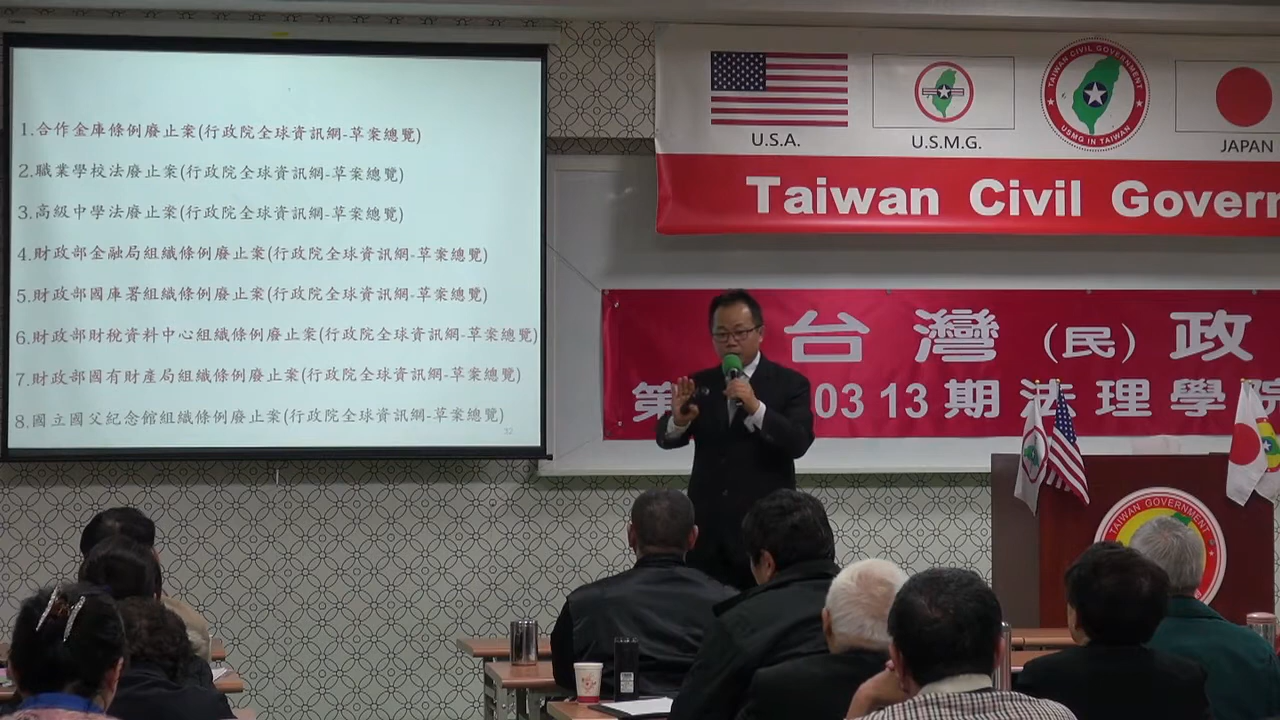 1.合作金庫條例廢止案(行政院全球資訊網-草案總覽)
2.職業學校法廢止案(行政院全球資訊網-草案總覽)
3.高級中學法廢止案(行政院全球資訊網-草案總覽)
4.財政部金融局組織條例廢止案(行政院全球資訊網-草案總覽)
5.財政部國庫署組織條例廢止案(行政院全球資訊網-草案總覽)
6.財政部財稅資料中心組織條例廢止案(行政院全球資訊網-草案總覽)
7.財政部國有財產局組織條例廢止案(行政院全球資訊網-草案總覽)
8.國立國父紀念館組織條例廢止案(行政院全球資訊網-草案總覽)
32
U.S.A.
U.S.M.G.
TAIWAN CIVIL GOVERNMENT
USMG IN TAIWAN
JAPAN
Taiwan Civil Govern
台灣(民)政
第 03 13 期法理學院
TAIWAN GOVERNMENT